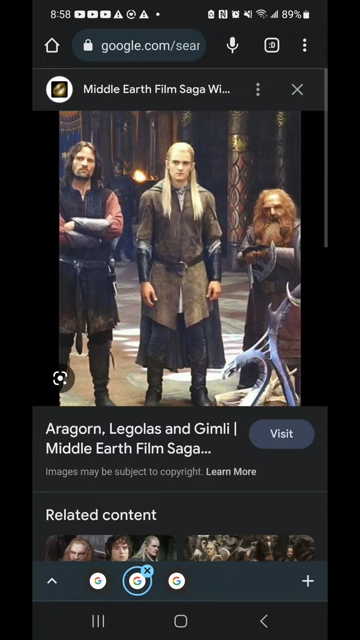 8:58
89%
google.com/sear
:D
Middle Earth Film Saga Wi...
Aragorn, Legolas and Gimli |
Middle Earth Film Saga...
Visit
Images may be subject to copyright. Learn More
Related content